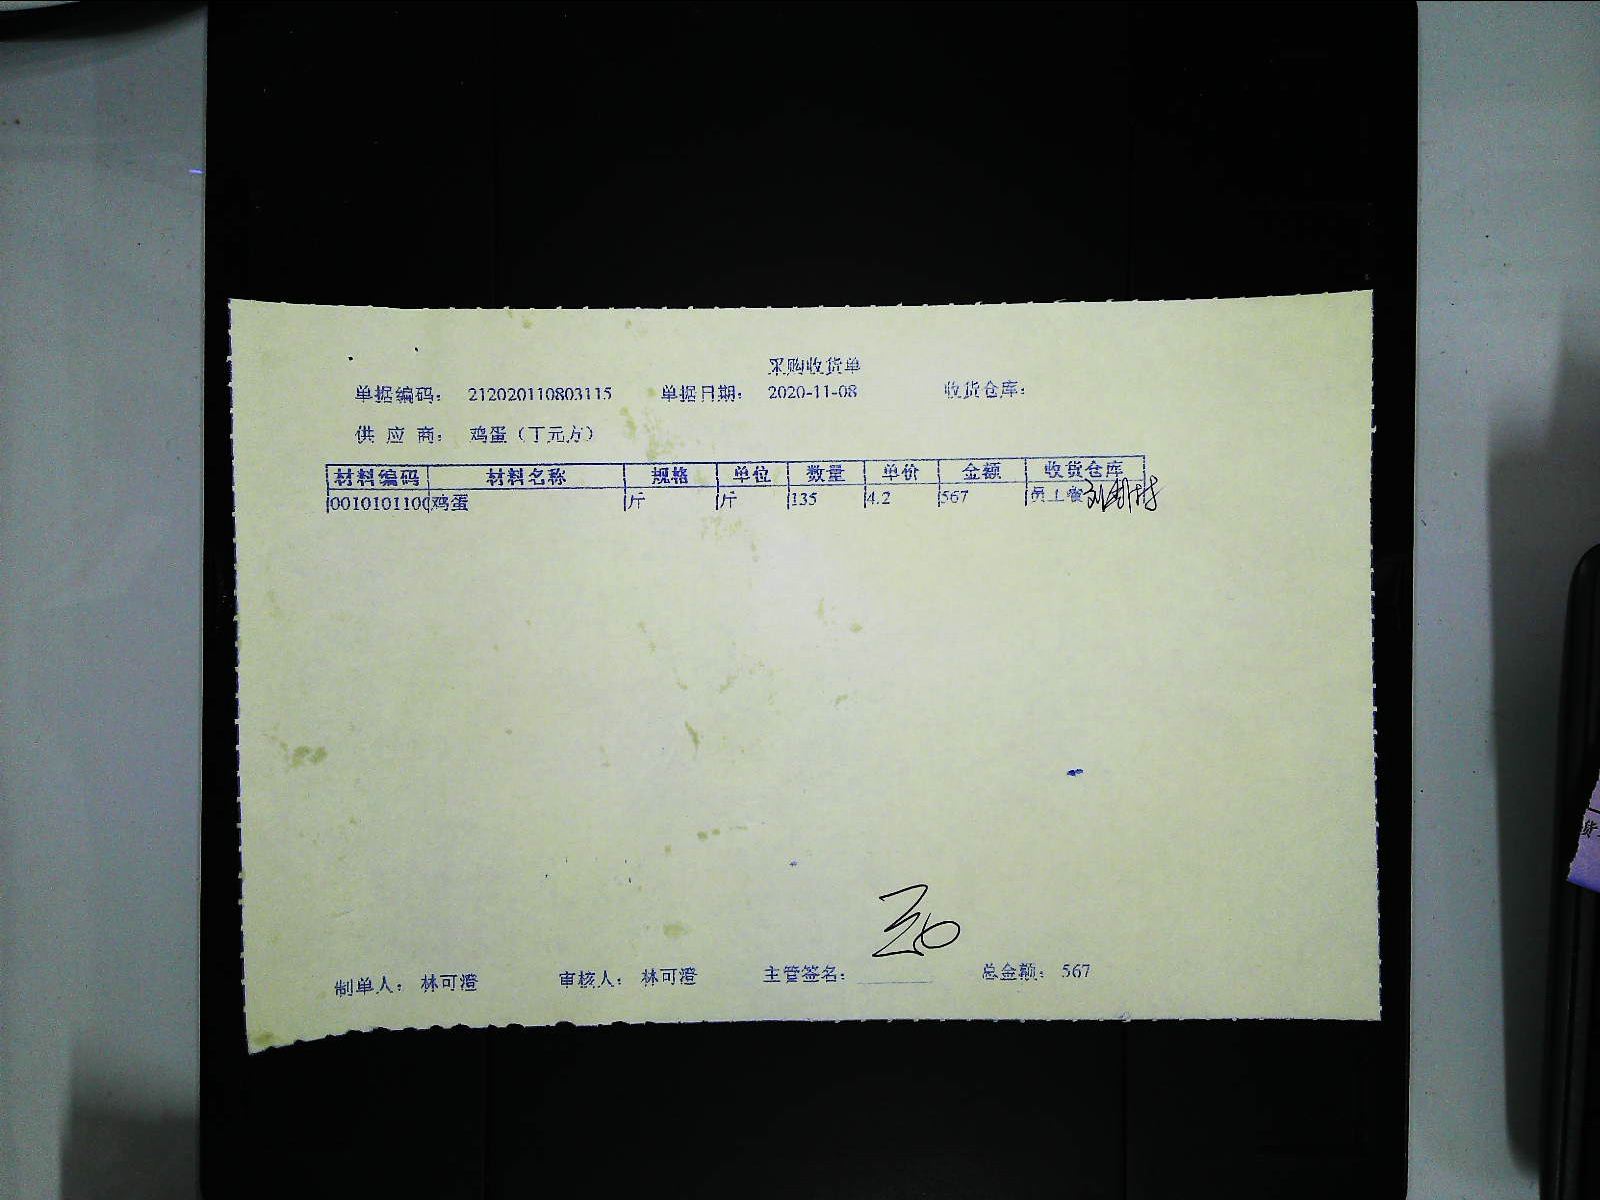 采购收货单
单据编码： 212020110803115 单据日期： 2020-11-08 收货仓库：
供 应 商： 鸡蛋（丁元方）
材料编码 材料名称 规格 单位 数量 单价 金额 收货仓库
0010101100 鸡蛋 斤 斤 135 4.2 567 员工餐
制单人： 林可澄 审核人： 林可澄 主管签名： 总金额： 567